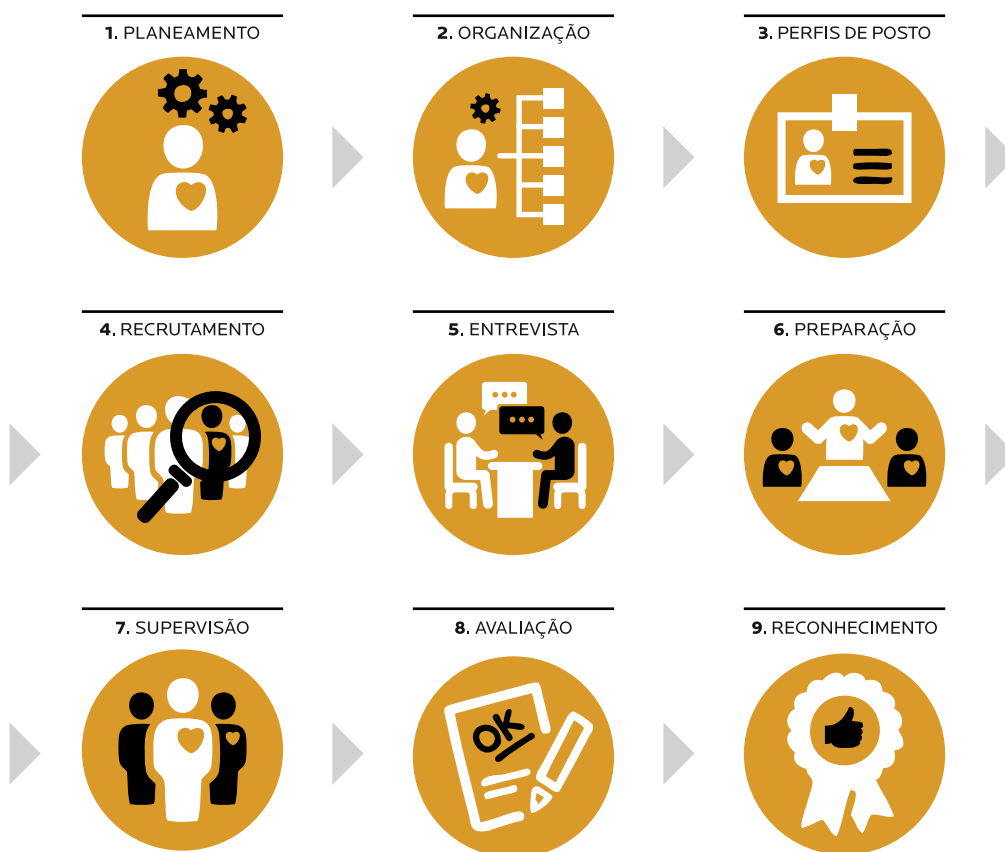 1. PLANEAMENTO
2. ORGANIZAÇÃO
3. PERFIS DE POSTO
4. RECRUTAMENTO
5. ENTREVISTA
6. PREPARAÇÃO
7. SUPERVISÃO
8. AVALIAÇÃO
OK
9. RECONHECIMENTO